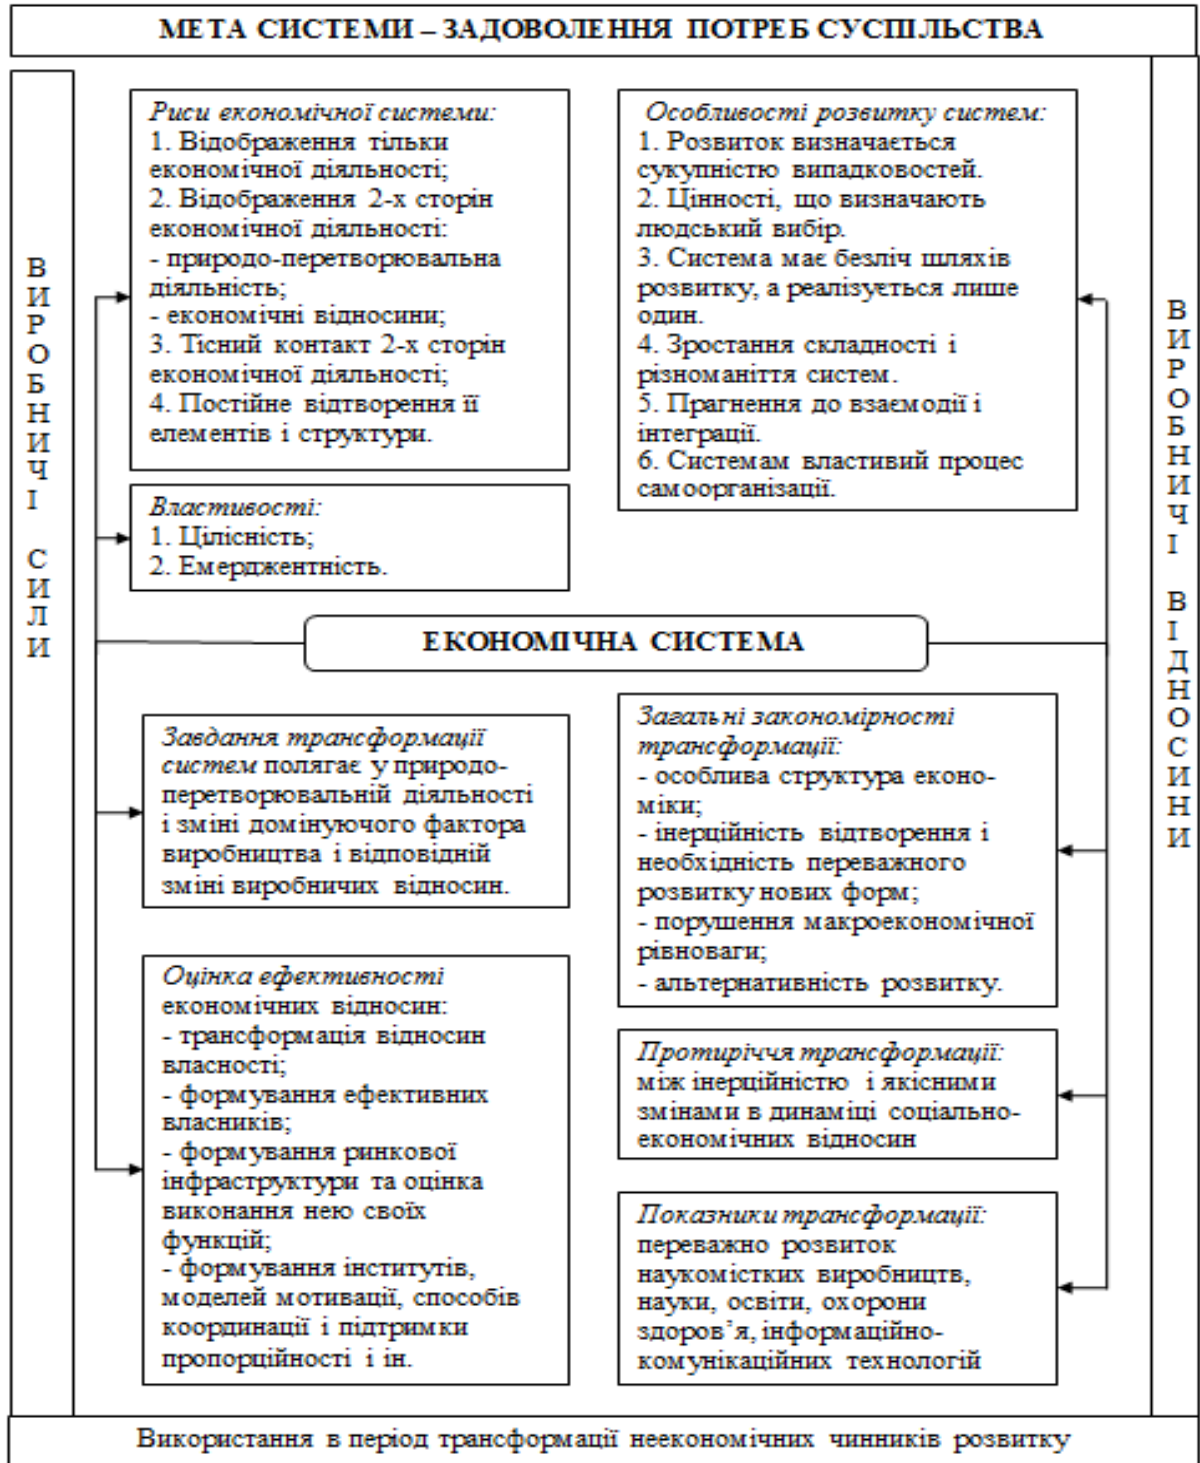 МЕТА СИСТЕМИ – ЗАДОВОЛЕННЯ ПОТРЕБ СУСПІЛЬСТВА
ВИРОБНИЧІ СИЛИ
Риси економічної системи:
1. Відображення тільки
економічної діяльності;
2. Відображення 2-х сторін
економічної діяльності:
- природо-перетворювальна
діяльність;
- економічні відносини;
3. Тісний контакт 2-х сторін
економічної діяльності;
4. Постійне відтворення її
елементів і структури.
Властивості:
1. Цілісність;
2. Емерджентність.
Особливості розвитку систем:
1. Розвиток визначається
сукупністю випадковостей.
2. Цінності, що визначають
людський вибір.
3. Система має безліч шляхів
розвитку, а реалізується лише
один.
4. Зростання складності і
різноманіття систем.
5. Прагнення до взаємодії і
інтеграції.
6. Системам властивий процес
самоорганізації.
ВИРОБНИЧІ ВІДНОСИНИ
ЕКОНОМІЧНА СИСТЕМА
Завдання трансформації
систем полягає у природо-
перетворювальній діяльності
і зміні домінуючого фактора
виробництва і відповідній
зміні виробничих відносин.
Оцінка ефективності
економічних відносин:
- трансформація відносин
власності;
- формування ефективних
власників;
- формування ринкової
інфраструктури та оцінка
виконання нею своїх
функцій;
- формування інститутів,
моделей мотивації, способів
координації і підтримки
пропорційності і ін.
Загальні закономірності
трансформації:
- особлива структура еконо-
міки;
- інерційність відтворення і
необхідність переважного
розвитку нових форм;
- порушення макроекономічної
рівноваги;
- альтернативність розвитку.
Протиріччя трансформації:
між інерційністю і якісними
змінами в динаміці соціально-
економічних відносин
Показники трансформації:
переважно розвиток
наукомістких виробництв,
науки, освіти, охорони
здоров’я, інформаційно-
комунікаційних технологій
Використання в період трансформації неекономічних чинників розвитку